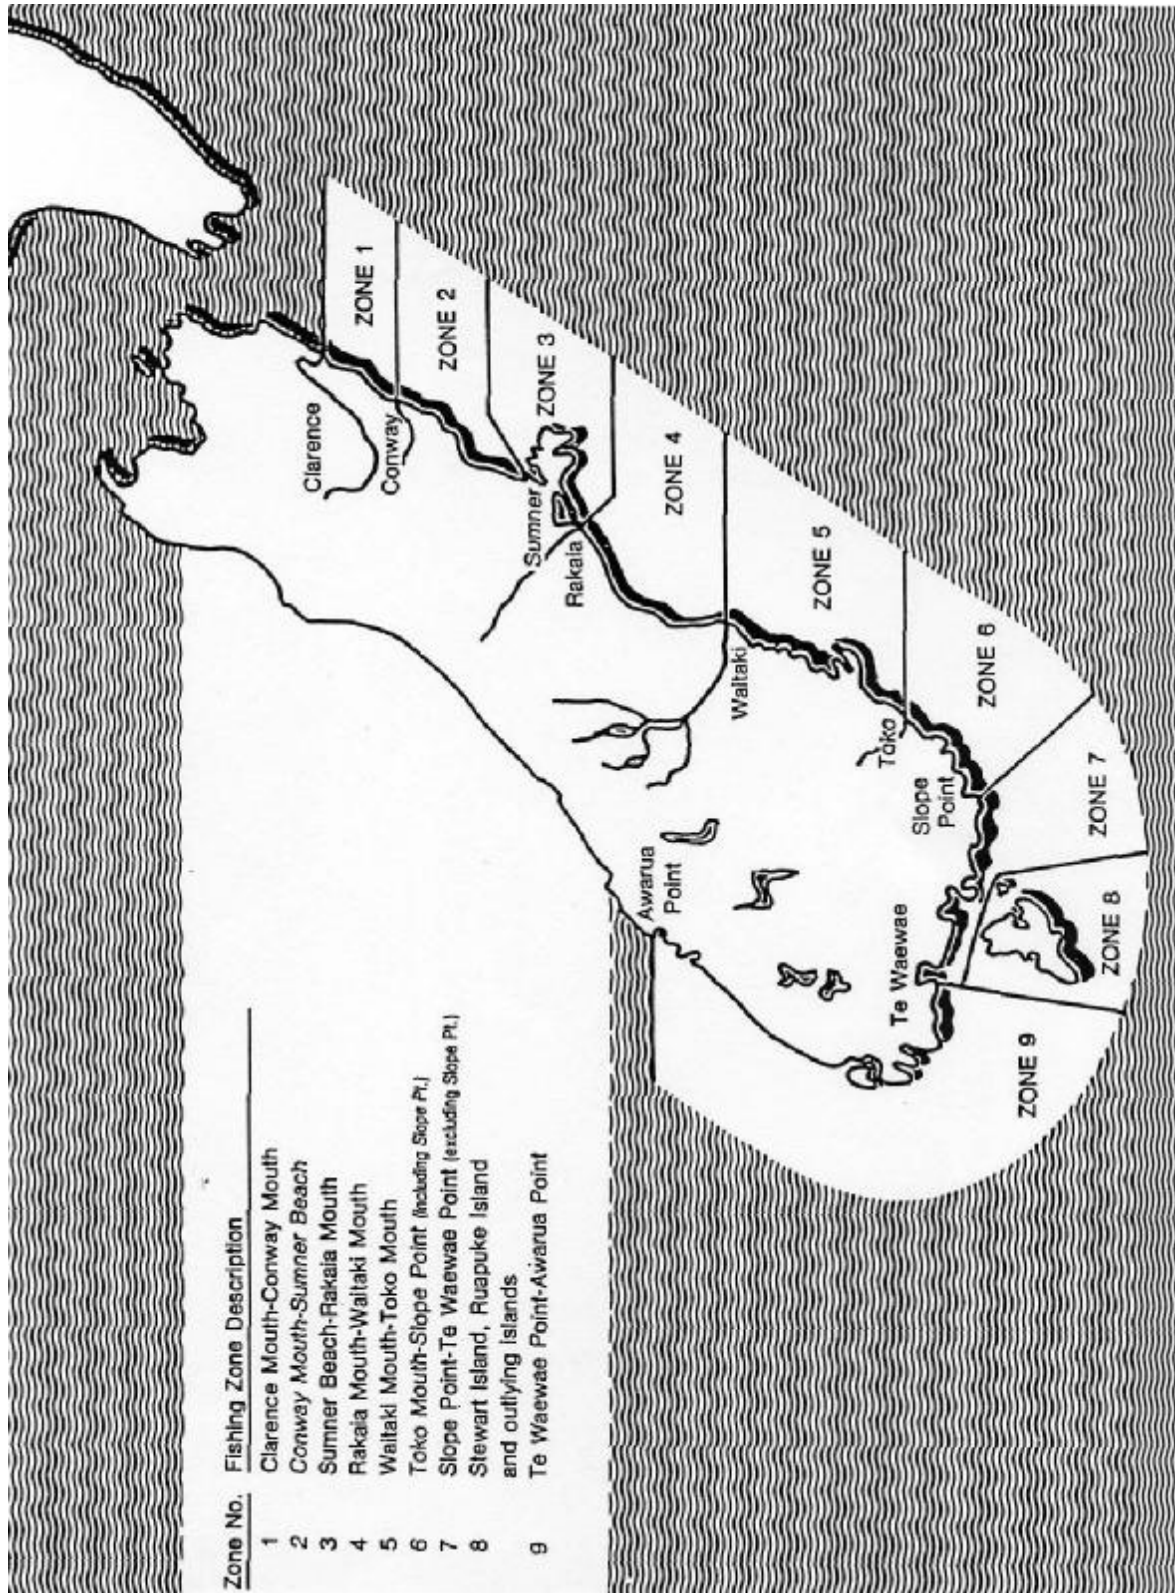 Zone No. Fishing Zone Description
1 Clarence Mouth-Conway Mouth
2 Conway Mouth-Sumner Beach
3 Sumner Beach-Rakaia Mouth
4 Rakaia Mouth-Waitaki Mouth
5 Waitaki Mouth-Toko Mouth
6 Toko Mouth-Slope Point (including Slope Pt.)
7 Slope Point-Te Waewae Point (excluding Slope Pt.)
8 Stewart Island, Ruapuke Island
and outlying Islands
9 Te Waewae Point-Awarua Point
Clarence
Conway
Sumner
Rakaia
Waitaki
Toko
Slope
Point
Awarua
Point
Te Waewae
ZONE 1
ZONE 2
ZONE 3
ZONE 4
ZONE 5
ZONE 6
ZONE 7
ZONE 8
ZONE 9